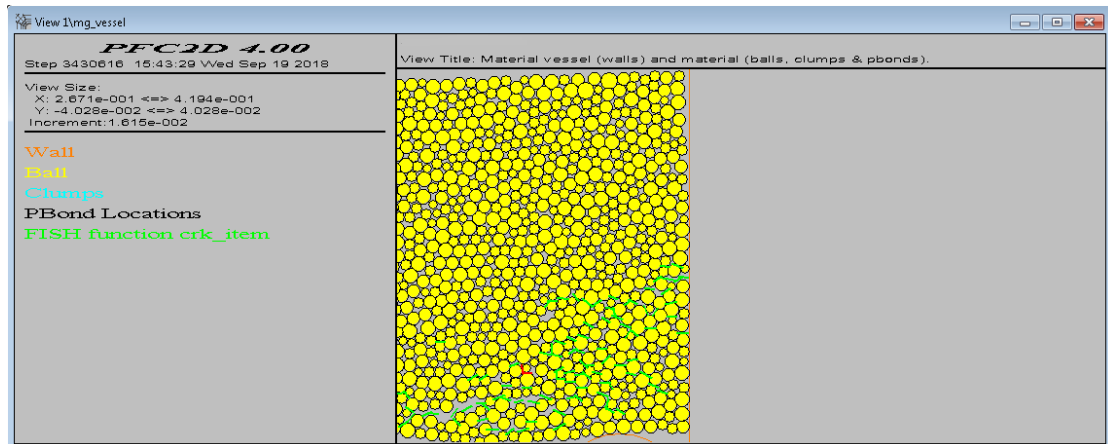 View 1\mg_vessel
PFC2D 4.00
Step 3430616 15:43:29 Wed Sep 19 2018
View Size:
X: 2.671e-001 <=> 4.194e-001
Y: -4.028e-002 <=> 4.028e-002
Increment:1.615e-002
Wall
Ball
Clumps
PBond Locations
FISH function crk_item
View Title: Material vessel (walls) and material (balls, clumps & pbonds).